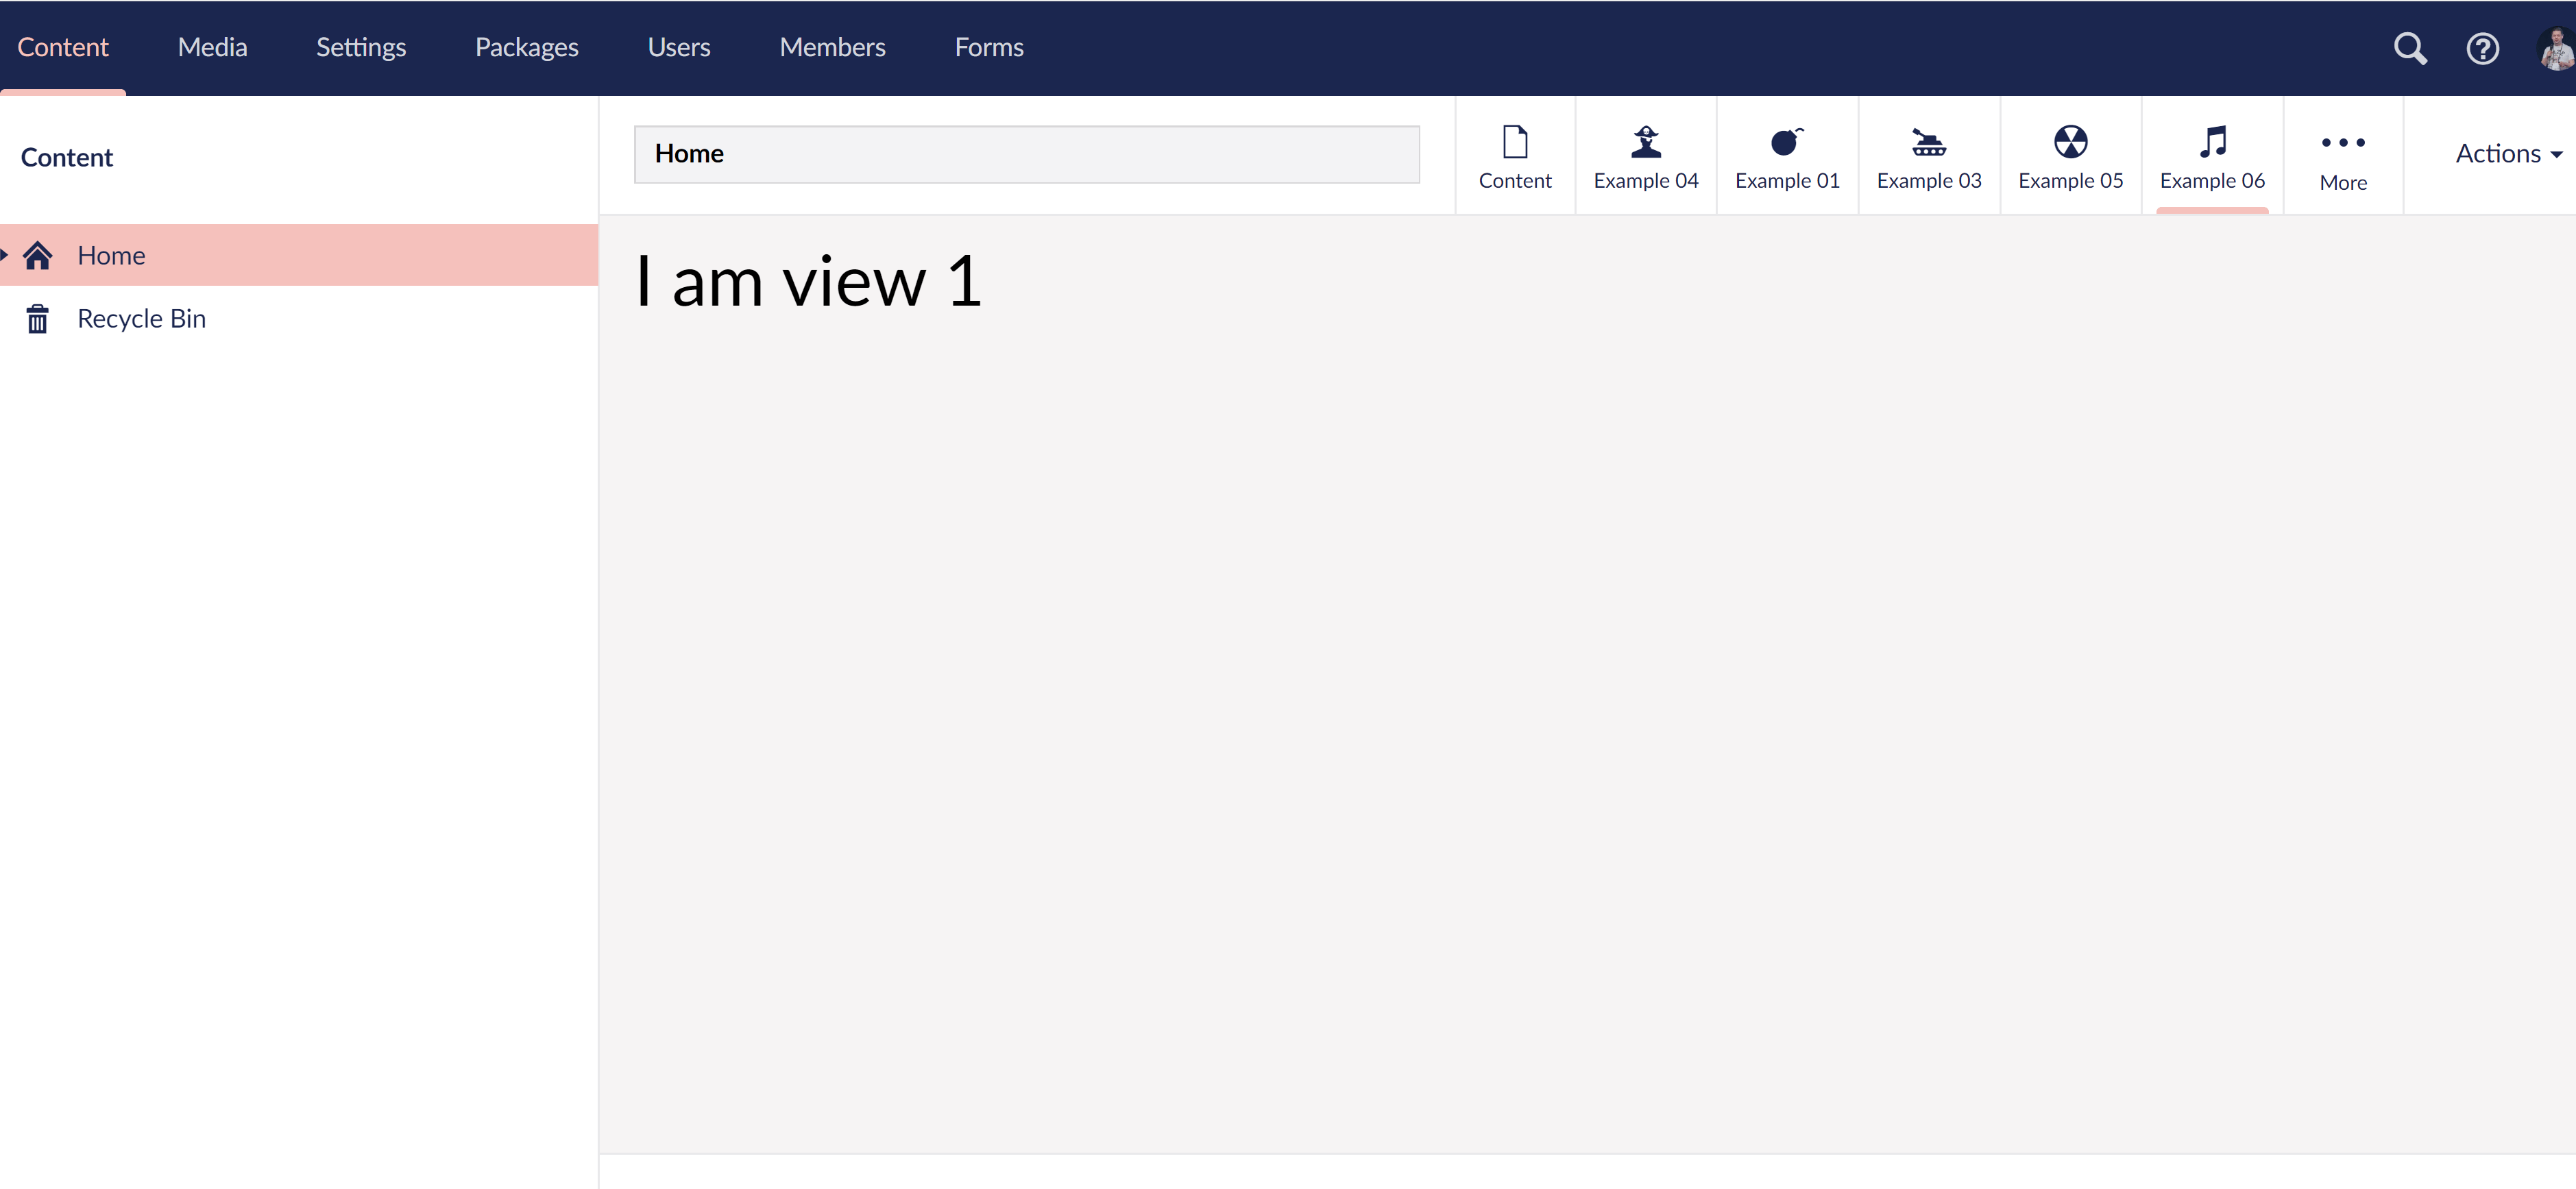 Content Media Settings Packages Users Members Forms
Content
Home
Recycle Bin
Home
Content Example 04 Example 01 Example 03 Example 05 Example 06 More Actions
I am view 1